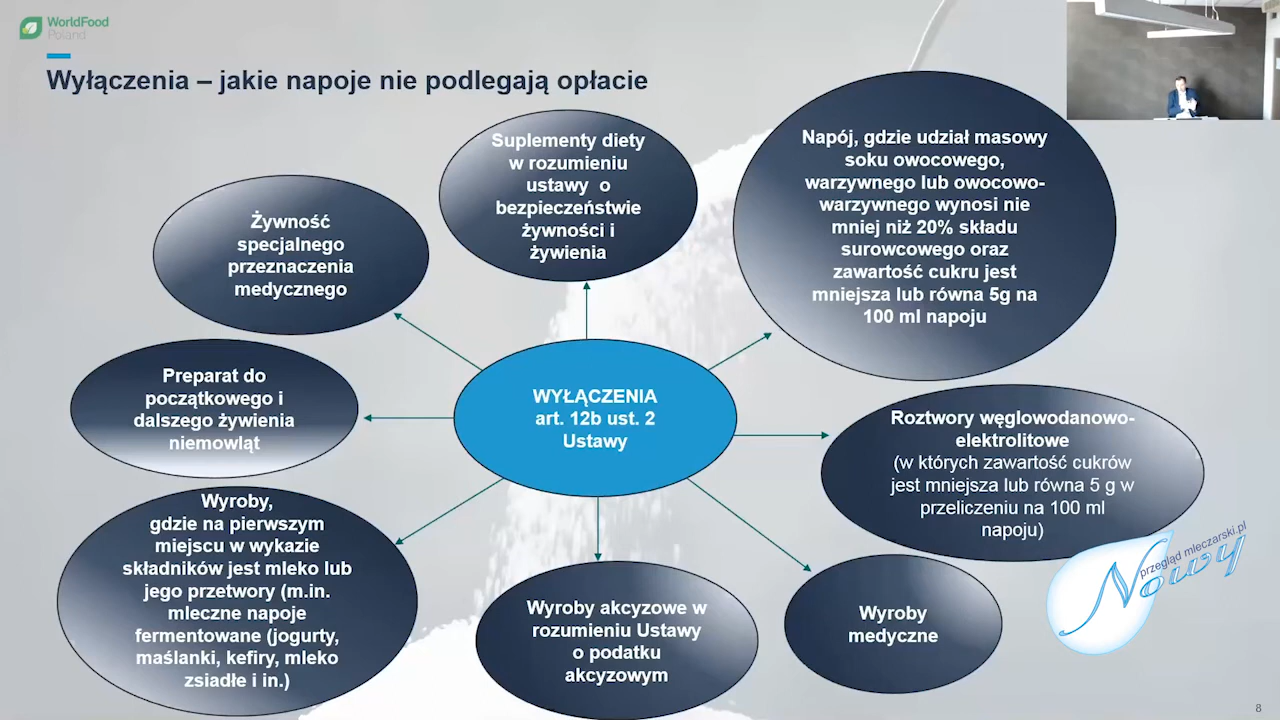 WorldFood
Poland
Wyłączenia – jakie napoje nie podlegają opłacie
Suplementy diety
w rozumieniu
ustawy o
bezpieczeństwie
żywności i
żywienia
Napój, gdzie udział masowy
soku owocowego,
warzywnego lub owocowo-
warzywnego wynosi nie
mniej niż 20% składu
surowcowego oraz
zawartość cukru jest
mniejsza lub równa 5g na
100 ml napoju
Żywność
specjalnego
przeznaczenia
medycznego
Preparat do
początkowego i
dalszego żywienia
niemowląt
WYŁĄCZENIA
art. 12b ust. 2
Ustawy
Roztwory węglowodanowo-
elektrolitowe
(w których zawartość cukrów
jest mniejsza lub równa 5 g w
przeliczeniu na 100 ml
napoju)
Wyroby,
gdzie na pierwszym
miejscu w wykazie
składników jest mleko lub
jego przetwory (m.in.
mleczne napoje
fermentowane (jogurty,
maślanki, kefiry, mleko
zsiadłe i in.)
Wyroby akcyzowe w
rozumieniu Ustawy
o podatku
akcyzowym
Wyroby
medyczne
przegląd mleczarski.pl
Nowy
8